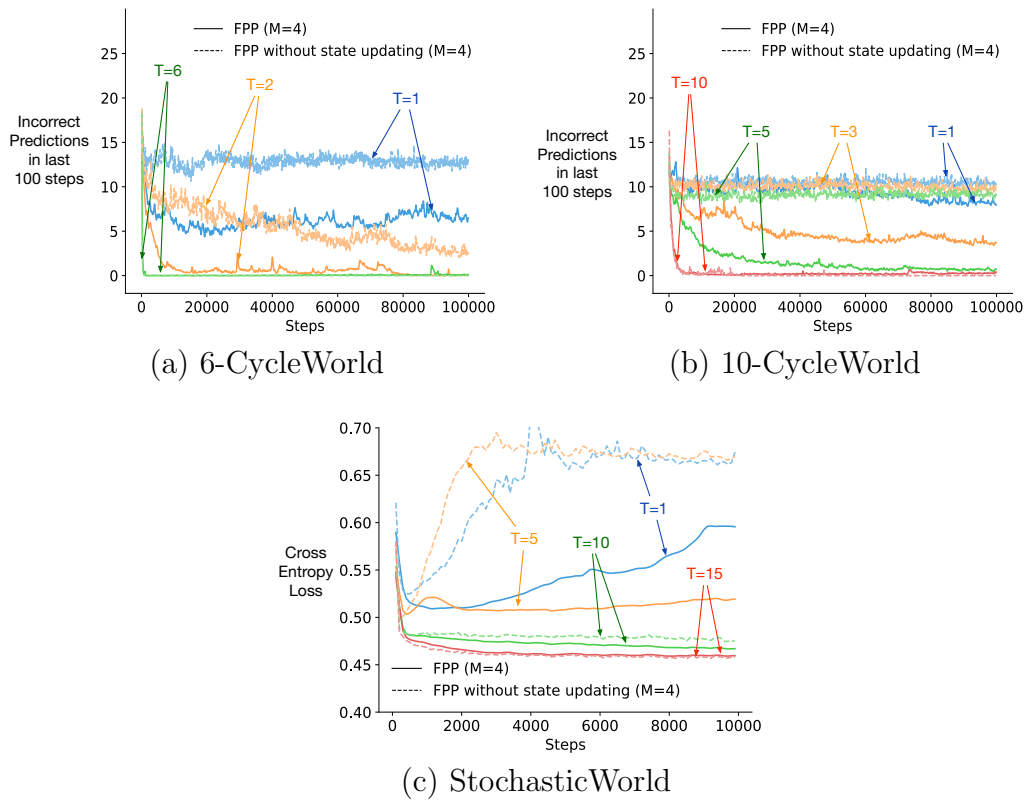 FPP (M=4)
FPP without state updating (M=4)
25
20
15
10
5
0
Incorrect
Predictions
in last
100 steps
T=6
T=2
T=1
0 20000 40000 60000 80000 100000
Steps
(a) 6-CycleWorld
FPP (M=4)
FPP without state updating (M=4)
25
20
15
10
5
0
Incorrect
Predictions
in last
100 steps
T=10
T=5
T=3
T=1
0 20000 40000 60000 80000 100000
Steps
(b) 10-CycleWorld
0.70
0.65
0.60
0.55
0.50
0.45
0.40
Cross
Entropy
Loss
T=1
T=5
T=10
T=15
FPP (M=4)
FPP without state updating (M=4)
0 2000 4000 6000 8000 10000
Steps
(c) StochasticWorld